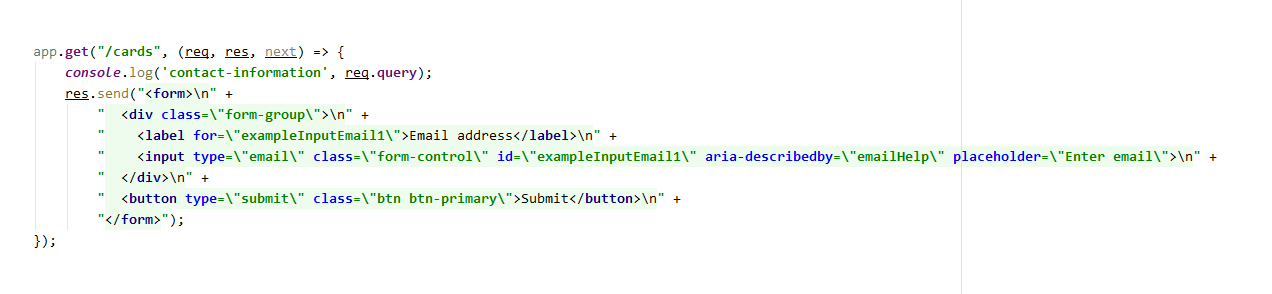 app.get("/cards", (req, res, next) => {
    console.log('contact-information', req.query);
    res.send("<form>\n" +
        "  <div class=\"form-group\">\n" +
        "    <label for=\"exampleInputEmail1\">Email address</label>\n" +
        "    <input type=\"email\" class=\"form-control\" id=\"exampleInputEmail1\" aria-describedby=\"emailHelp\" placeholder=\"Enter email\">\n" +
        "  </div>\n" +
        "  <button type=\"submit\" class=\"btn btn-primary\">Submit</button>\n" +
        "</form>");
});